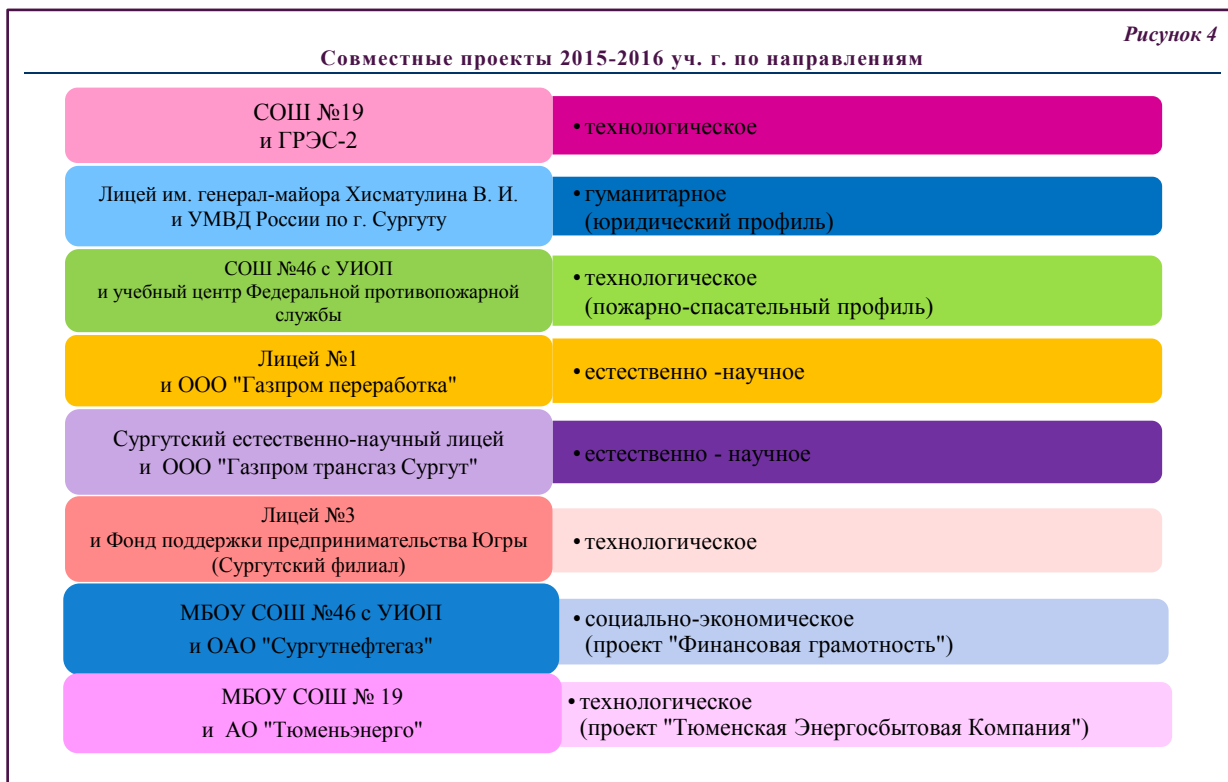 Рисунок 4
Совместные проекты 2015-2016 уч. г. по направлениям
СОШ №19
и ГРЭС-2
• технологическое
Лицей им. генерал-майора Хисматулина В. И.
и УМВД России по г. Сургуту
• гуманитарное
(юридический профиль)
СОШ №46 с УИОП
и учебный центр Федеральной противопожарной
службы
• технологическое
(пожарно-спасательный профиль)
Лицей №1
и ООО "Газпром переработка"
• естественно -научное
Сургутский естественно-научный лицей
и ООО "Газпром трансгаз Сургут"
• естественно - научное
Лицей №3
и Фонд поддержки предпринимательства Югры
(Сургутский филиал)
• технологическое
МБОУ СОШ №46 с УИОП
и ОАО "Сургутнефтегаз"
• социально-экономическое
(проект "Финансовая грамотность")
МБОУ СОШ № 19
и АО "Тюменьэнерго"
• технологическое
(проект "Тюменская Энергосбытовая Компания")